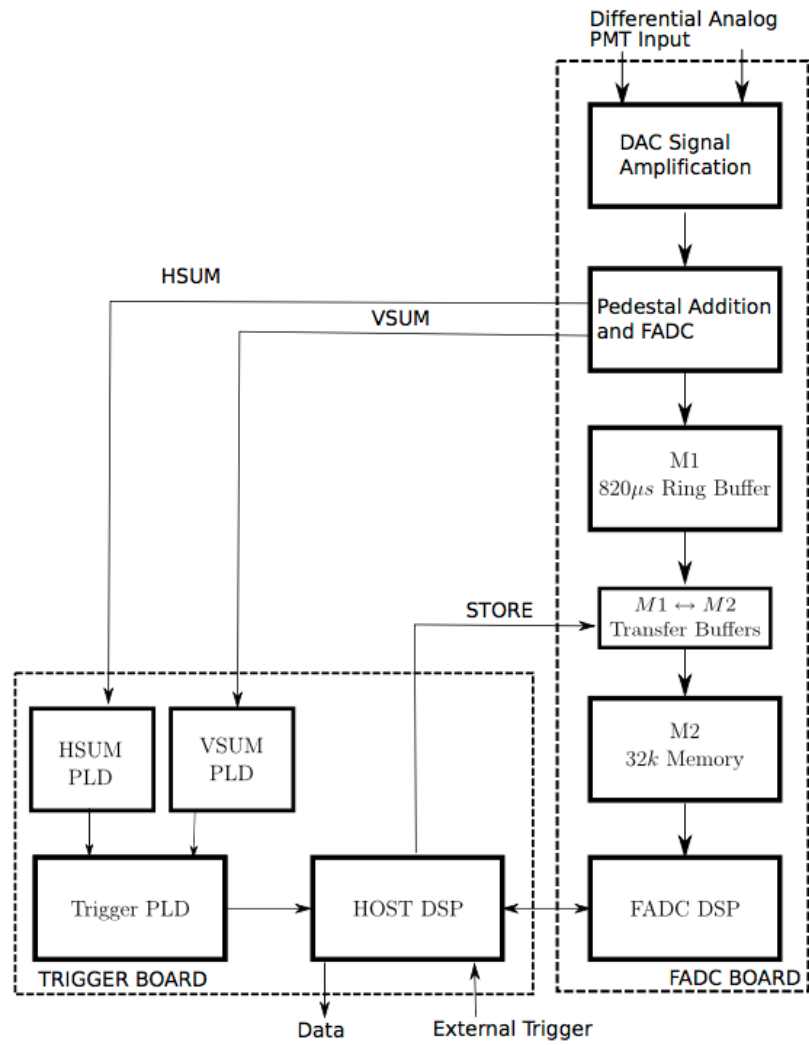 Differential Analog
PMT Input
DAC Signal
Amplification
HSUM
Pedestal Addition
and FADC
VSUM
M1
820μs Ring Buffer
STORE
M1 ↔ M2
Transfer Buffers
HSUM
PLD
VSUM
PLD
M2
32k Memory
Trigger PLD
HOST DSP
FADC DSP
TRIGGER BOARD
FADC BOARD
Data
External Trigger